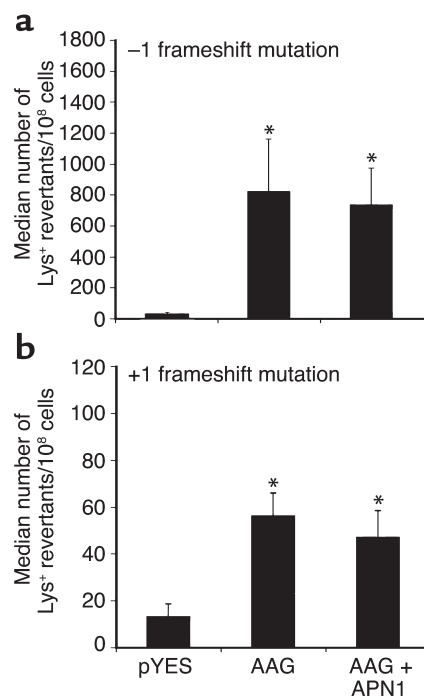 a
–1 frameshift mutation
Median number of
Lys⁺ revertants/10⁸ cells
1800
1600
1400
1200
1000
800
600
400
200
0
*
*
b
+1 frameshift mutation
Median number of
Lys⁺ revertants/10⁸ cells
120
100
80
60
40
20
0
*
*
pYES
AAG
AAG +
APN1